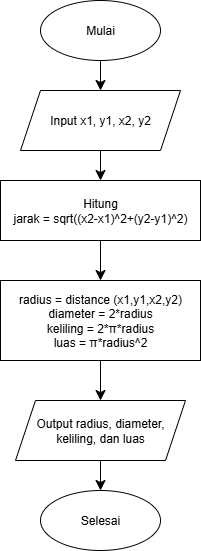 Mulai
Input x1, y1, x2, y2
Hitung
jarak = sqrt((x2-x1)^2+(y2-y1)^2)
radius = distance (x1,y1,x2,y2)
diameter = 2*radius
keliling = 2*π*radius
luas = π*radius^2
Output radius, diameter,
keliling, dan luas
Selesai